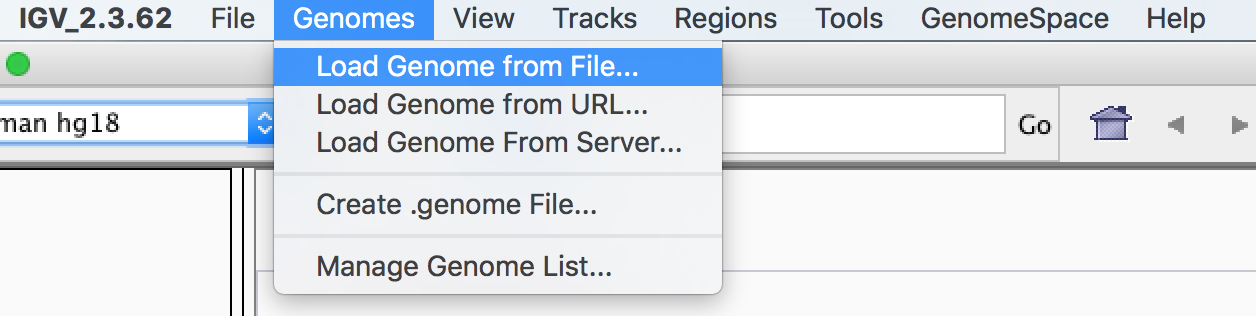 IGV_2.3.62 File Genomes View Tracks Regions Tools GenomeSpace Help
Load Genome from File...
Load Genome from URL...
man hg18
Go
Load Genome From Server...
Create .genome File...
Manage Genome List...